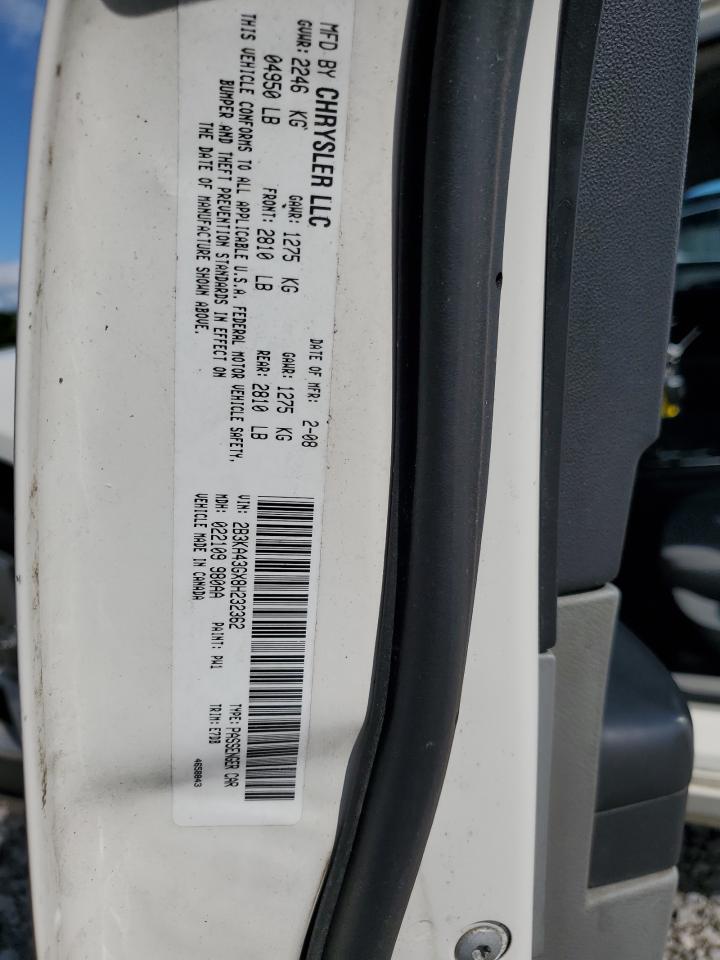 MFD BY CHRYSLER LLC DATE OF MFR: 2-08
GVWR: 2246 KG GAWR: 1275 KG GAWR: 1275 KG
04950 LB FRONT: 2810 LB REAR: 2810 LB
THIS VEHICLE CONFORMS TO ALL APPLICABLE U.S.A. FEDERAL MOTOR VEHICLE SAFETY,
BUMPER AND THEFT PREVENTION STANDARDS IN EFFECT ON
THE DATE OF MANUFACTURE SHOWN ABOVE.
VIN: 2B3KA43GX8H232362 TYPE: PASSENGER CAR
MDH: 022109 980AA PAINT: PW1 TRIM: E7DB
VEHICLE MADE IN CANADA 4658843